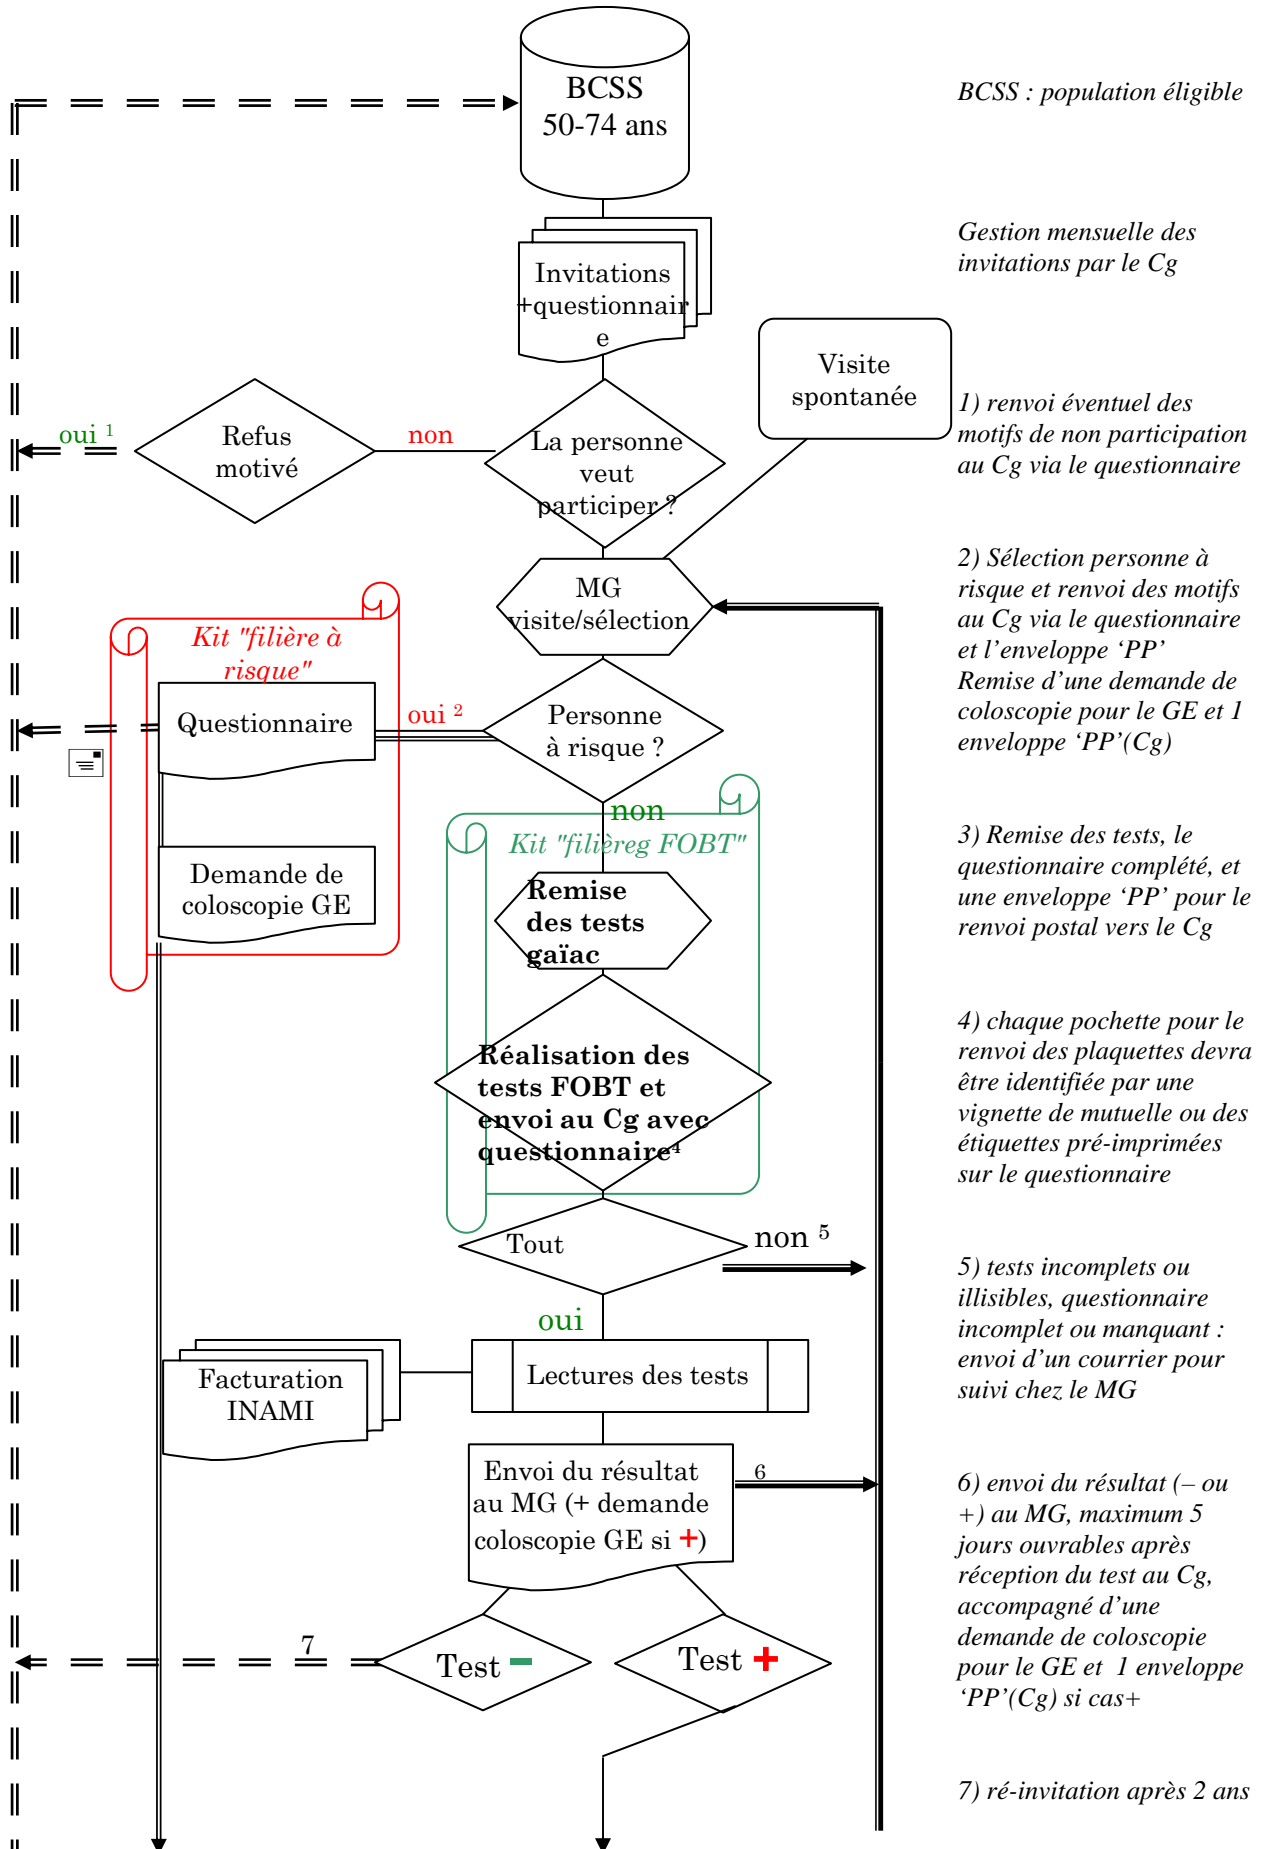 BCSS
50-74 ans
BCSS : population éligible
Gestion mensuelle des
invitations par le Cg
Invitations
+questionnair
e
Visite
spontanée
oui 1
Refus
motivé
non
La personne
veut
participer ?
1) renvoi éventuel des
motifs de non participation
au Cg via le questionnaire
MG
visite/sélection
2) Sélection personne à
risque et renvoi des motifs
au Cg via le questionnaire
et l'enveloppe ‘PP’
Remise d’une demande de
coloscopie pour le GE et 1
enveloppe ‘PP’(Cg)
Kit "filière à
risque"
Questionnaire
oui 2
Personne
à risque ?
non
Kit "filièreg FOBT"
Demande de
coloscopie GE
Remise
des tests
gaïac
3) Remise des tests, le
questionnaire complété, et
une enveloppe ‘PP’ pour le
renvoi postal vers le Cg
Réalisation des
tests FOBT et
envoi au Cg avec
questionnaire4
4) chaque pochette pour le
renvoi des plaquettes devra
être identifiée par une
vignette de mutuelle ou des
étiquettes pré-imprimées
sur le questionnaire
Tout
non 5
oui
5) tests incomplets ou
illisibles, questionnaire
incomplet ou manquant :
envoi d’un courrier pour
suivi chez le MG
Facturation
INAMI
Lectures des tests
Envoi du résultat
au MG (+ demande
coloscopie GE si +)
6
6) envoi du résultat (– ou
+) au MG, maximum 5
jours ouvrables après
réception du test au Cg,
accompagné d’une
demande de coloscopie
pour le GE et 1 enveloppe
‘PP’(Cg) si cas+
7
Test −
Test +
7) ré-invitation après 2 ans